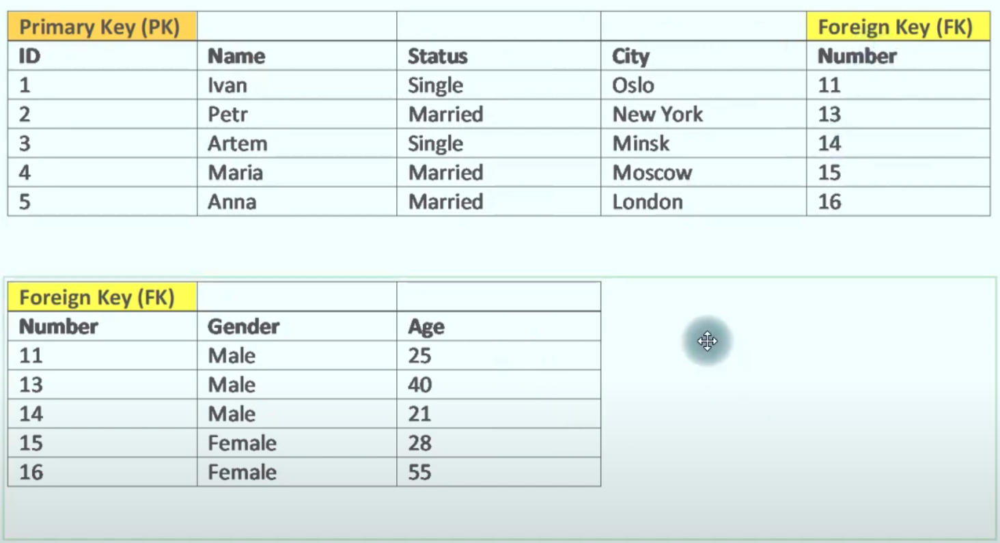 Primary Key (PK) Foreign Key (FK)
ID Name Status City Number
1 Ivan Single Oslo 11
2 Petr Married New York 13
3 Artem Single Minsk 14
4 Maria Married Moscow 15
5 Anna Married London 16
Foreign Key (FK)
Number Gender Age
11 Male 25
13 Male 40
14 Male 21
15 Female 28
16 Female 55